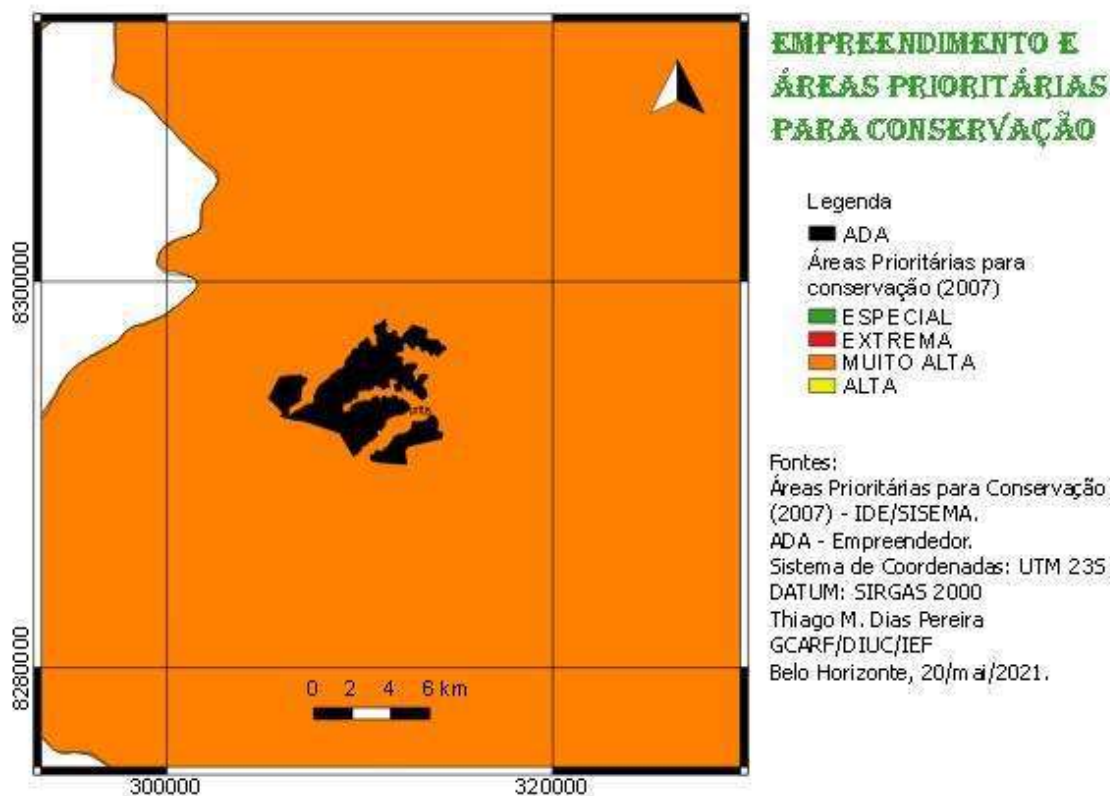 EMPREENDIMENTO E
ÁREAS PRIORITÁRIAS
PARA CONSERVAÇÃO
Legenda
ADA
Áreas Prioritárias para
conservação (2007)
ESPECIAL
EXTREMA
MUITO ALTA
ALTA
Fontes:
Áreas Prioritárias para Conservação
(2007) - IDE/SISEMA.
ADA - Empreendedor.
Sistema de Coordenadas: UTM 23S
DATUM: SIRGAS 2000
Thiago M. Dias Pereira
GCARF/DIUC/IEF
Belo Horizonte, 20/mai/2021.
8300000
8280000
0 2 4 6 km
300000 320000